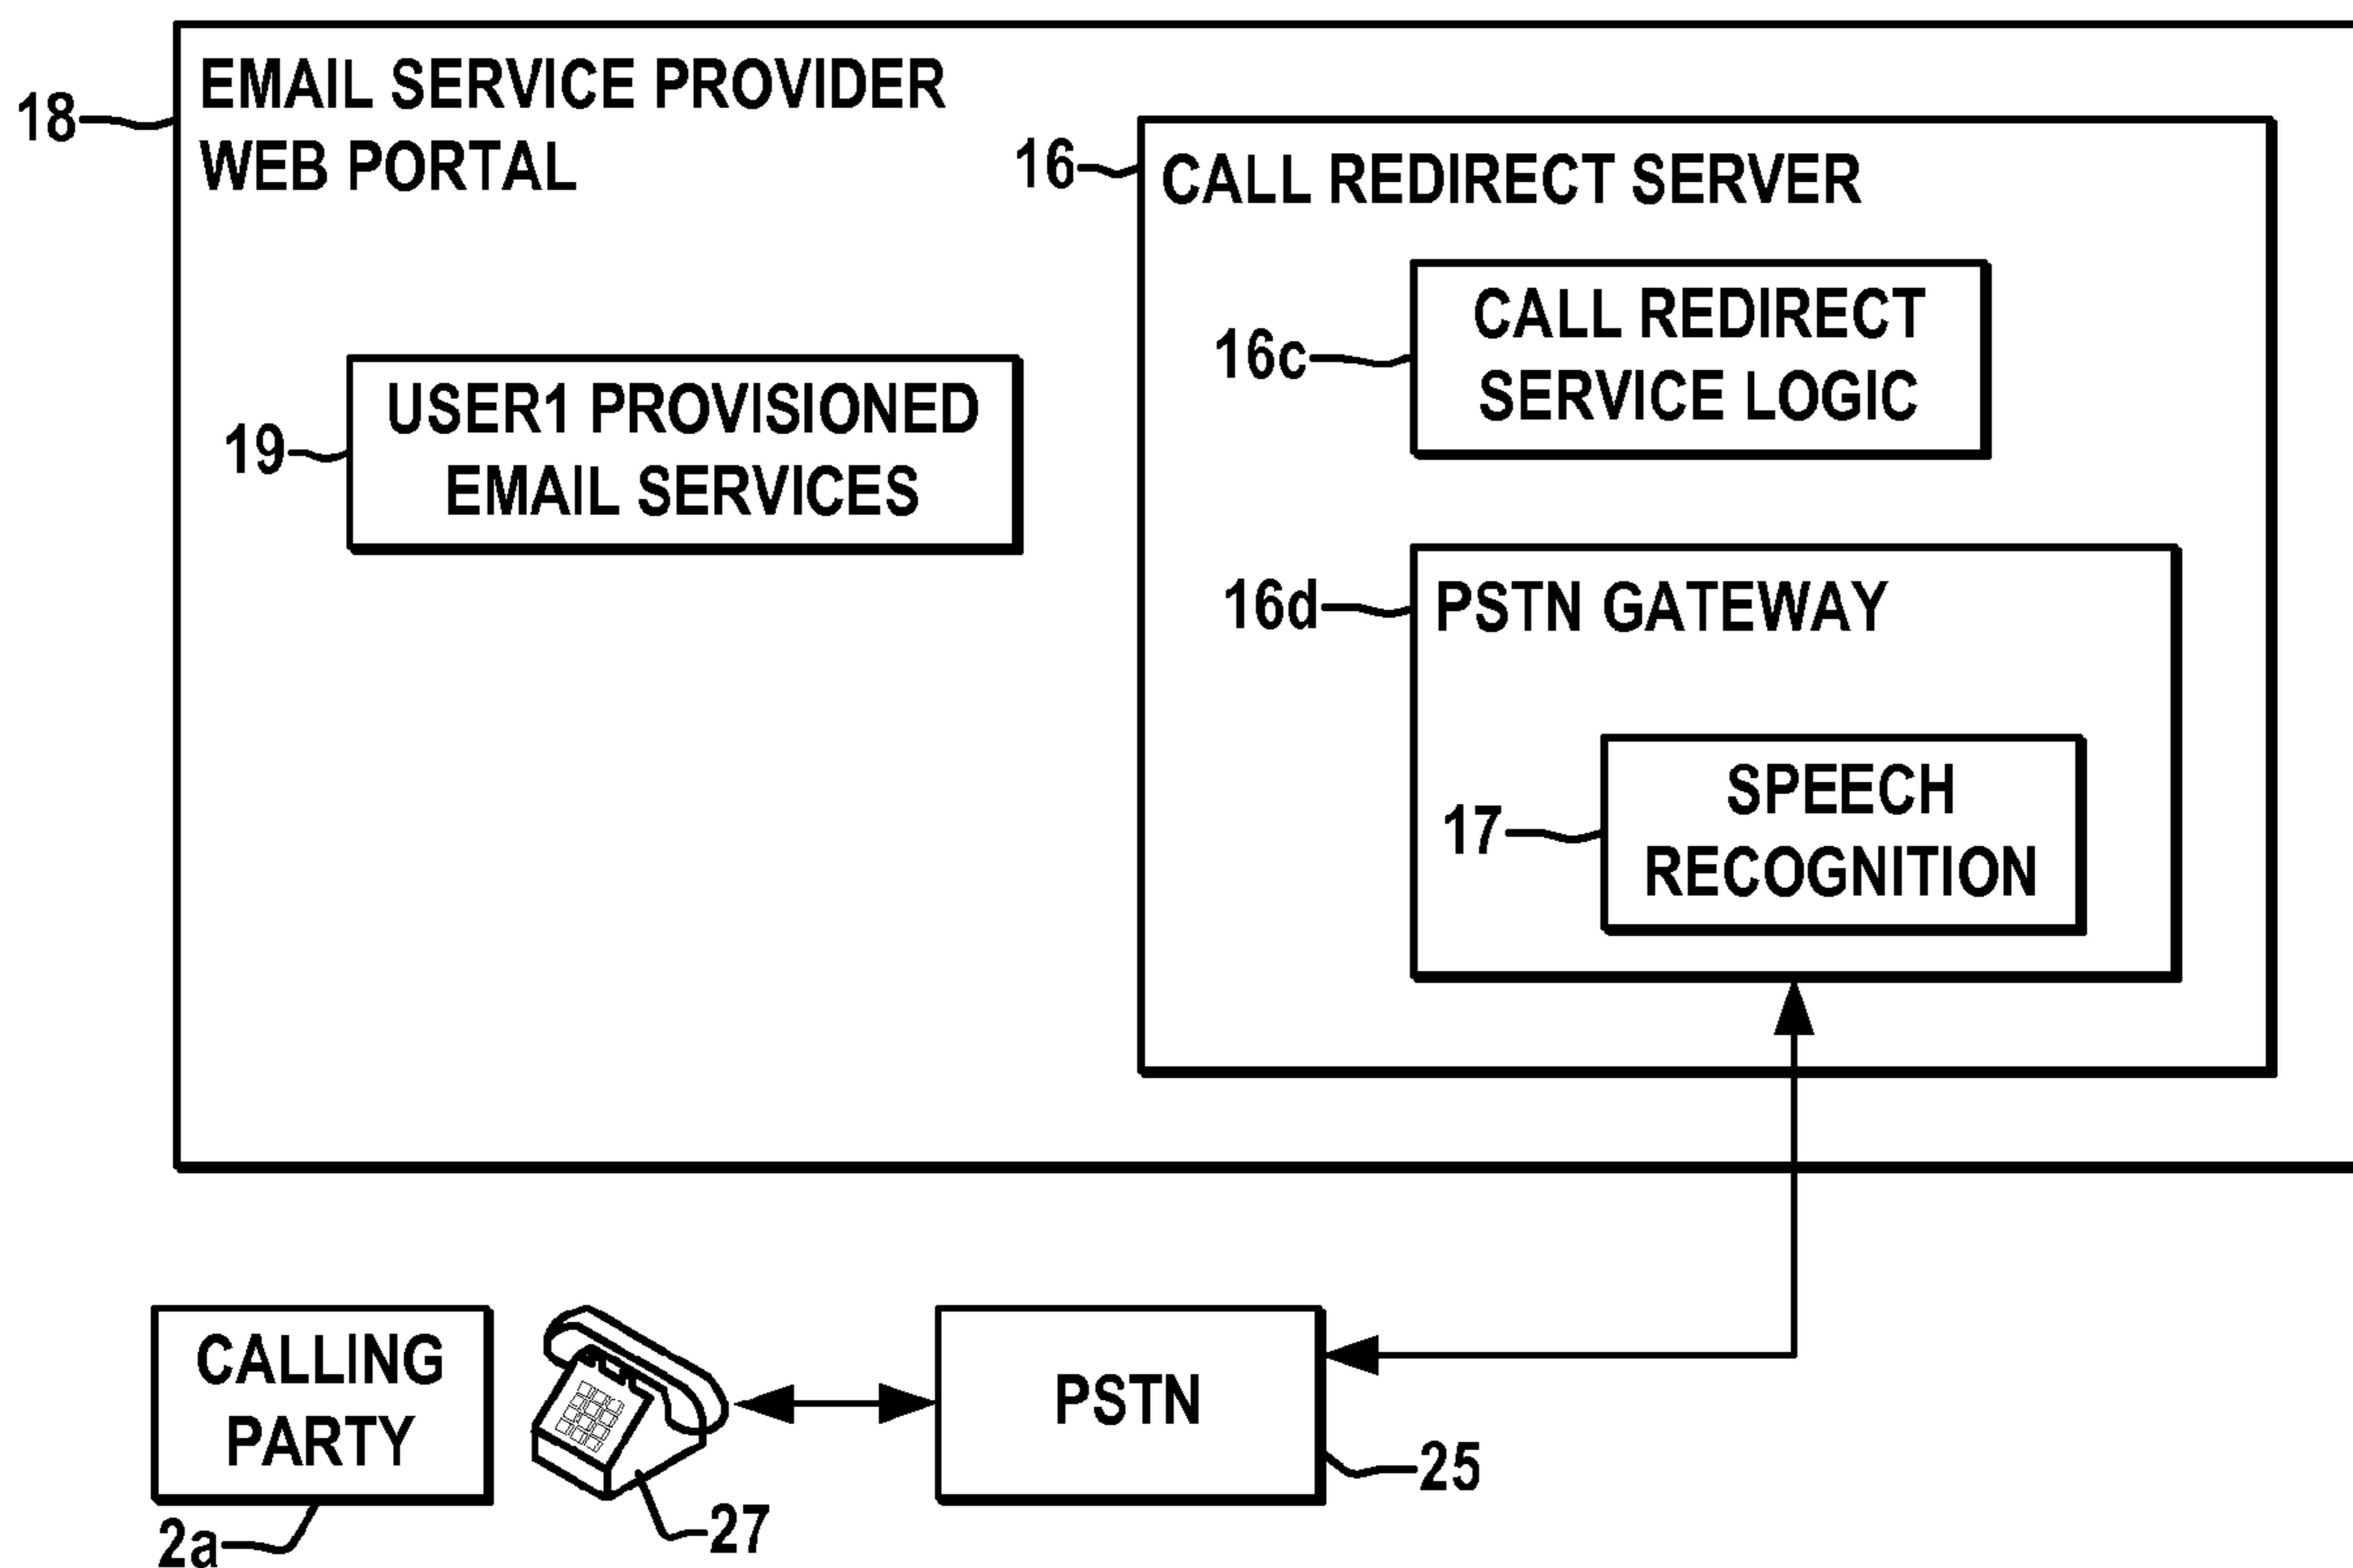 EMAIL SERVICE PROVIDER
WEB PORTAL
18
16
CALL REDIRECT SERVER
16c
CALL REDIRECT
SERVICE LOGIC
19
USER1 PROVISIONED
EMAIL SERVICES
16d
PSTN GATEWAY
17
SPEECH
RECOGNITION
CALLING
PARTY
2a
27
PSTN
25